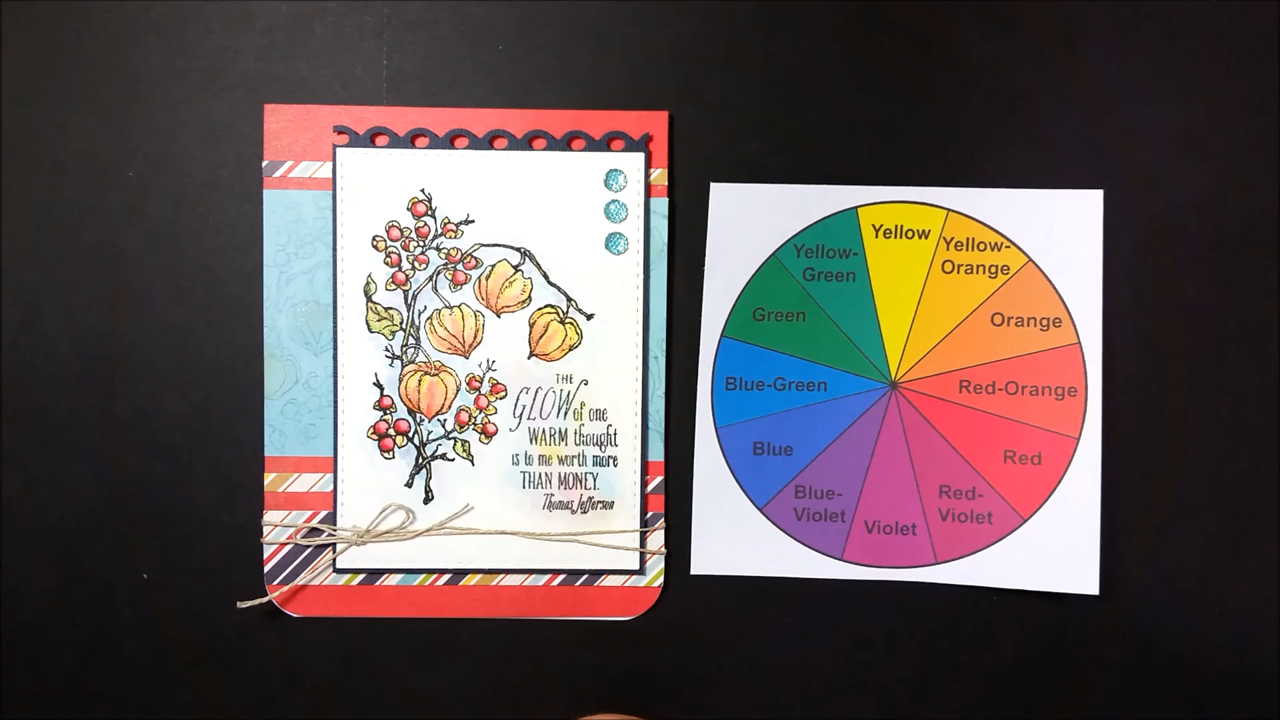 THE
GLOW of one
WARM thought
is to me worth more
THAN MONEY.
Thomas Jefferson
Yellow
Yellow-
Orange
Orange
Red-Orange
Red
Red-
Violet
Violet
Blue-
Violet
Blue
Blue-Green
Green
Yellow-
Green